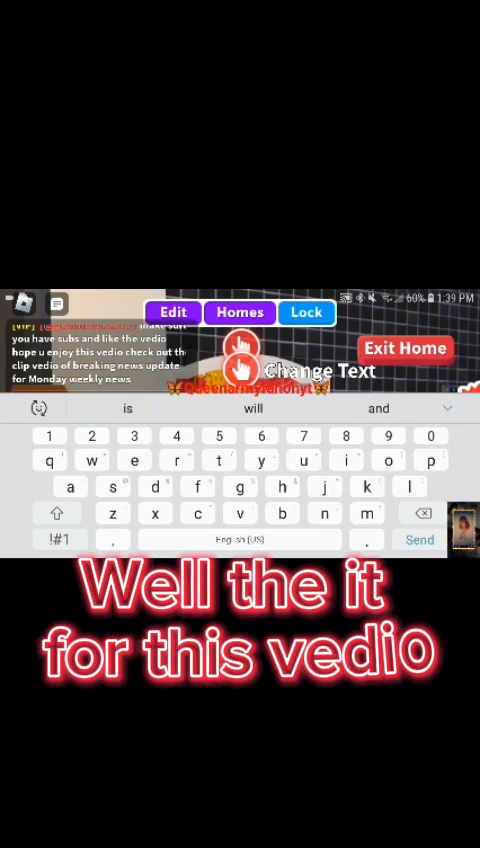 60% 1:39 PM
Edit Homes Lock
make sure
you have subs and like the vedio
hope u enjoy this vedio check out the
clip vedio of breaking news update
for Monday weekly news
Exit Home
Change Text
is will and
1 2 3 4 5 6 7 8 9 0
q w e r t y u i o p
a s d f g h j k l
z x c v b n m
!#1 , English (US) . Send
Well the it
for this vedio